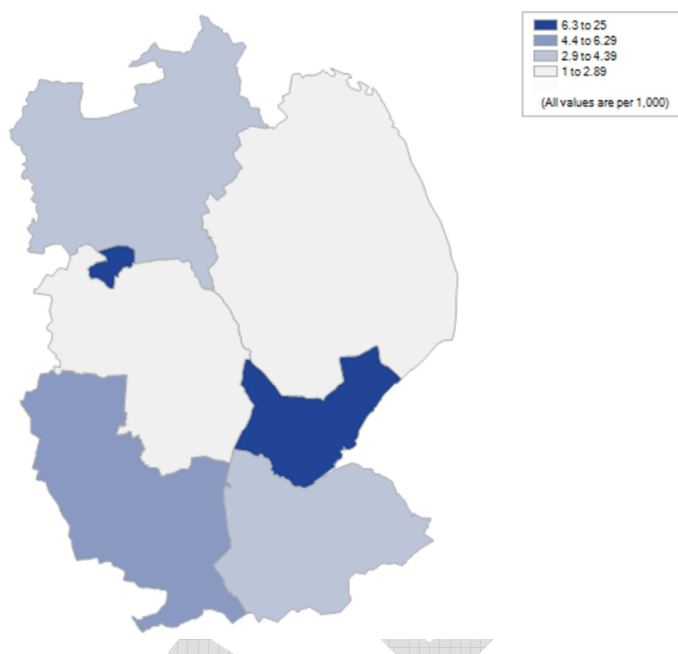 6.3 to 25
4.4 to 6.29
2.9 to 4.39
1 to 2.89
(All values are per 1,000)